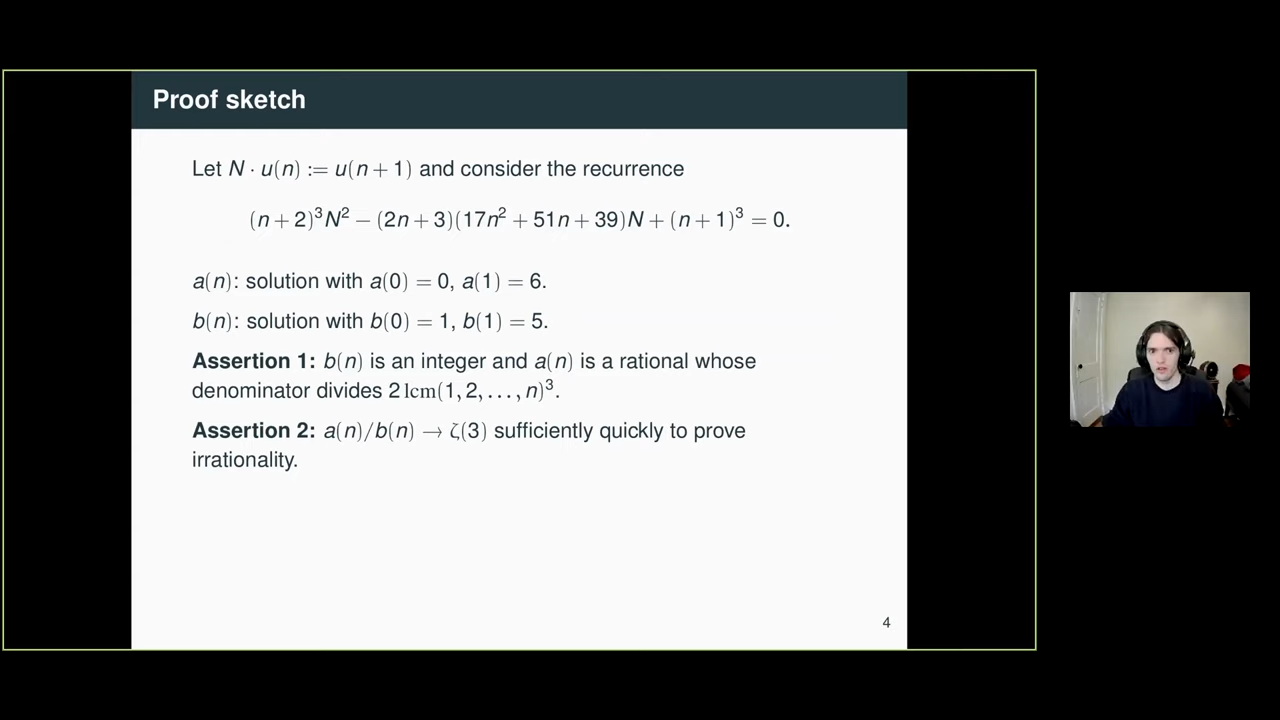 Proof sketch
Let N · u(n) := u(n + 1) and consider the recurrence
(n + 2)³N² − (2n + 3)(17n² + 51n + 39)N + (n + 1)³ = 0.
a(n): solution with a(0) = 0, a(1) = 6.
b(n): solution with b(0) = 1, b(1) = 5.
Assertion 1: b(n) is an integer and a(n) is a rational whose
denominator divides 2 lcm(1, 2, . . . , n)³.
Assertion 2: a(n)/b(n) → ζ(3) sufficiently quickly to prove
irrationality.
4